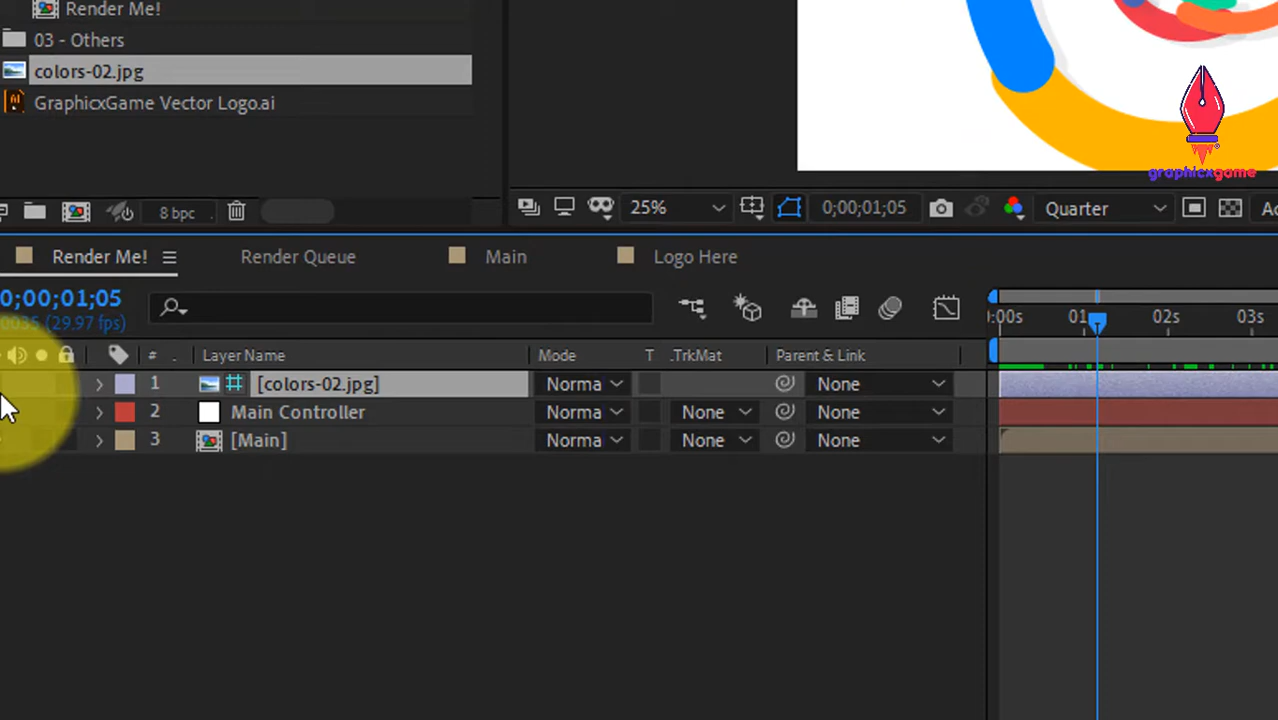 Render Me!
03 - Others
colors-02.jpg
GraphicxGame Vector Logo.ai
graphicxgame
8 bpc
25%
0;00;01;05
Quarter
Render Me!
Render Queue
Main
Logo Here
0;00;01;05
(29.97 fps)
:00s
01
02s
03s
#
Layer Name
Mode
T
.TrkMat
Parent & Link
1
[colors-02.jpg]
Norma
None
2
Main Controller
Norma
None
None
3
[Main]
Norma
None
None